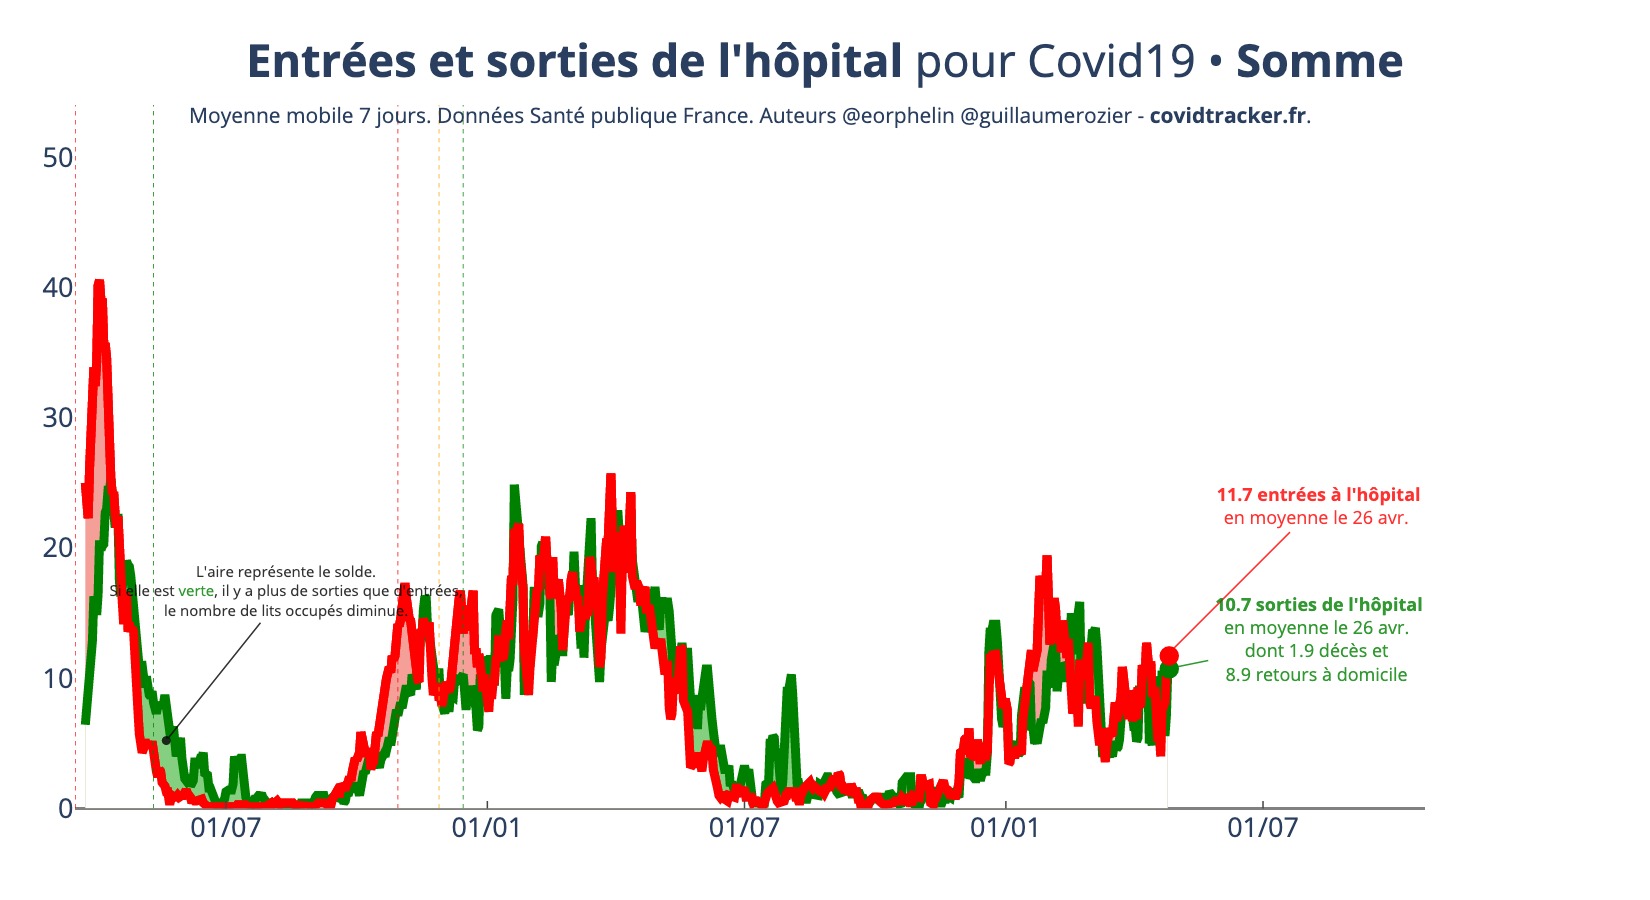 Entrées et sorties de l'hôpital pour Covid19 • Somme
Moyenne mobile 7 jours. Données Santé publique France. Auteurs @eorphelin @guillaumerozier - covidtracker.fr.
50
40
30
20
10
0
L'aire représente le solde.
Si elle est verte, il y a plus de sorties que d'entrées,
le nombre de lits occupés diminue.
11.7 entrées à l'hôpital
en moyenne le 26 avr.
10.7 sorties de l'hôpital
en moyenne le 26 avr.
dont 1.9 décès et
8.9 retours à domicile
01/07
01/01
01/07
01/01
01/07